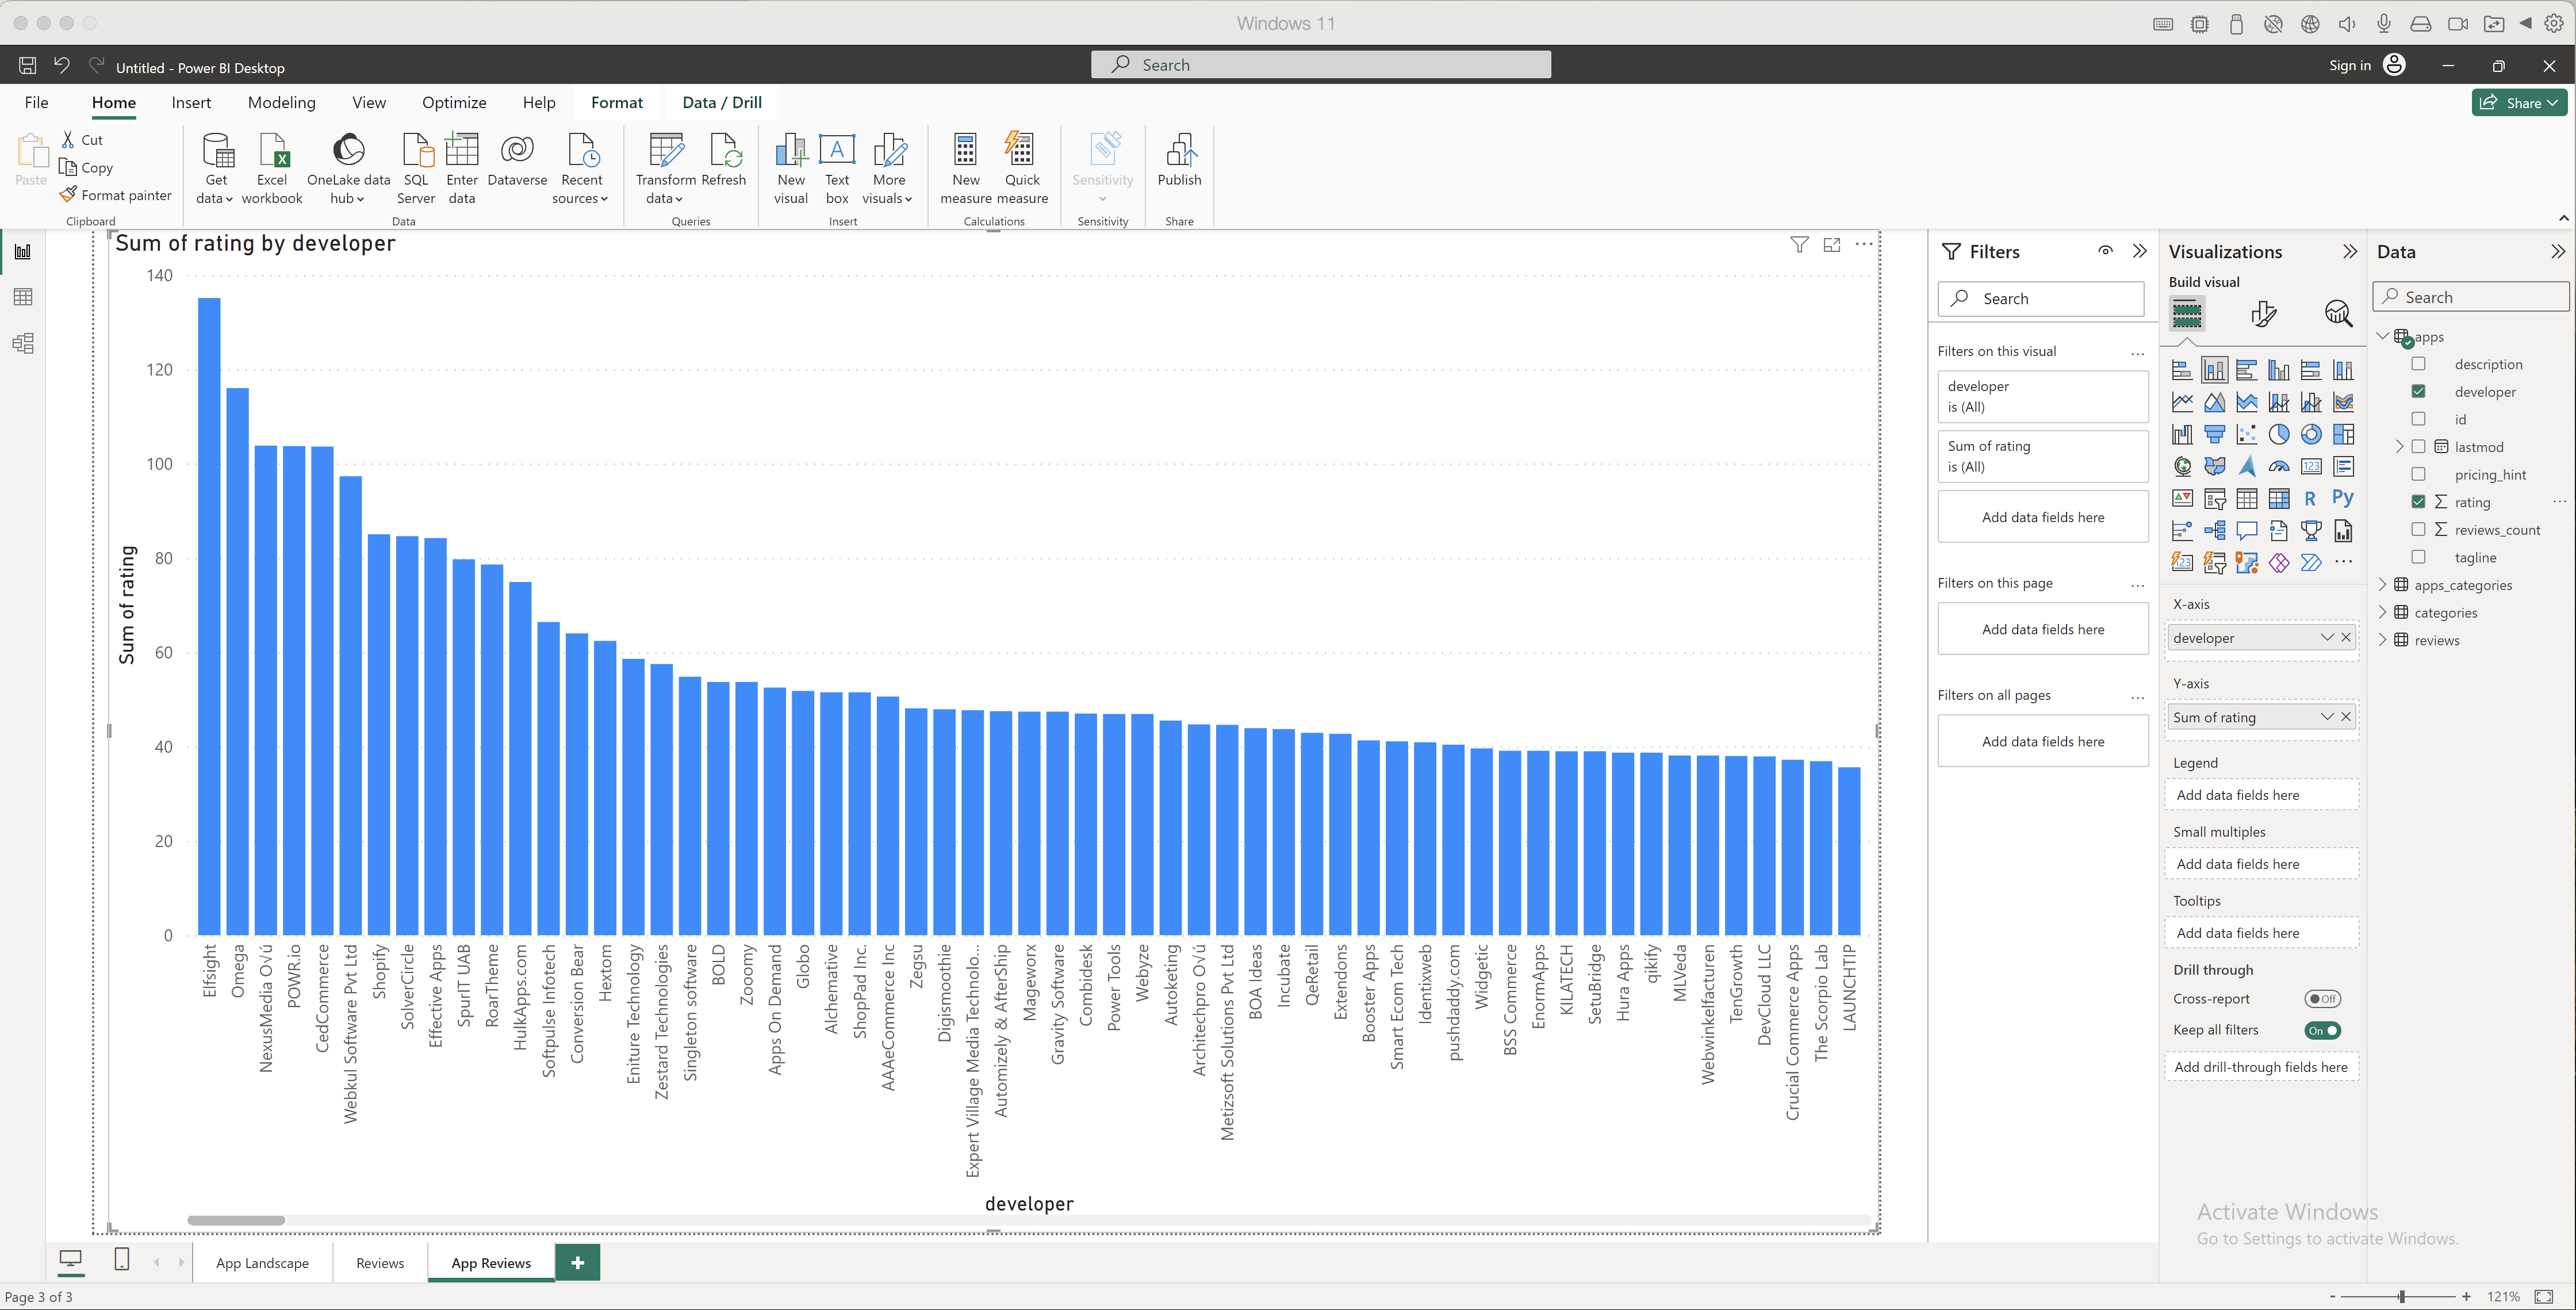 Windows 11
Untitled - Power BI Desktop
Search
Sign in
File
Home
Insert
Modeling
View
Optimize
Help
Format
Data / Drill
Share
Paste
Cut
Copy
Format painter
Clipboard
Get data
Excel workbook
OneLake data hub
SQL Server
Enter data
Dataverse
Recent sources
Data
Transform data
Refresh
Queries
New visual
A
Text box
More visuals
Insert
New measure
Quick measure
Calculations
Sensitivity
Sensitivity
Publish
Share
Sum of rating by developer
140
120
100
80
60
40
20
0
Sum of rating
Elfsight
Omega
NexusMedia O√ú
POWR.io
CedCommerce
Webkul Software Pvt Ltd
Shopify
SolverCircle
Effective Apps
SpurIT UAB
RoarTheme
HulkApps.com
Softpulse Infotech
Conversion Bear
Hextom
Eniture Technology
Zestard Technologies
Singleton software
BOLD
Zooomy
Apps On Demand
Globo
Alchemative
ShopPad Inc.
AAAeCommerce Inc
Zegsu
Digismoothie
Expert Village Media Technolo...
Automizely & AfterShip
Mageworx
Gravity Software
Combidesk
Power Tools
Webyze
Autoketing
Architechpro O√ú
Metizsoft Solutions Pvt Ltd
BOA Ideas
Incubate
QeRetail
Extendons
Booster Apps
Smart Ecom Tech
Identixweb
pushdaddy.com
Widgetic
BSS Commerce
EnormApps
KILATECH
SetuBridge
Hura Apps
qikify
MLVeda
Webwinkelfacturen
TenGrowth
DevCloud LLC
Crucial Commerce Apps
The Scorpio Lab
LAUNCHTIP
developer
Filters
Search
Filters on this visual
developer
is (All)
Sum of rating
is (All)
Add data fields here
Filters on this page
Add data fields here
Filters on all pages
Add data fields here
Visualizations
Build visual
123
R
Py
123
X-axis
developer
Y-axis
Sum of rating
Legend
Add data fields here
Small multiples
Add data fields here
Tooltips
Add data fields here
Drill through
Cross-report
Off
Keep all filters
On
Add drill-through fields here
Data
Search
apps
description
developer
id
lastmod
pricing_hint
rating
reviews_count
tagline
apps_categories
categories
reviews
Activate Windows
Go to Settings to activate Windows.
App Landscape
Reviews
App Reviews
Page 3 of 3
121%